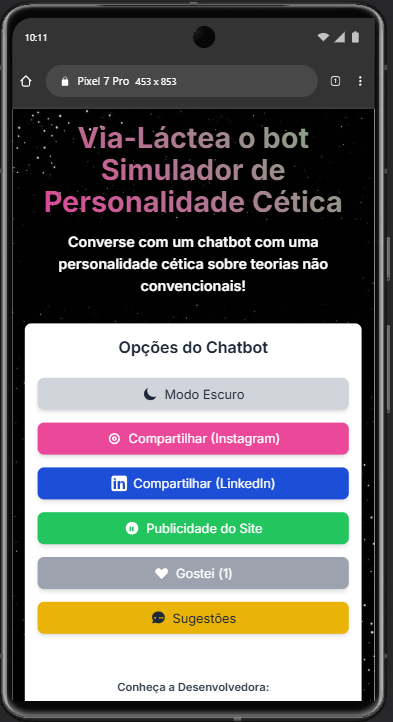 10:11
Pixel 7 Pro 453 x 853
1
Via-Láctea o bot
Simulador de
Personalidade Cética
Converse com um chatbot com uma
personalidade cética sobre teorias não
convencionais!
Opções do Chatbot
Modo Escuro
Compartilhar (Instagram)
in Compartilhar (LinkedIn)
Publicidade do Site
Gostei (1)
Sugestões
Conheça a Desenvolvedora: